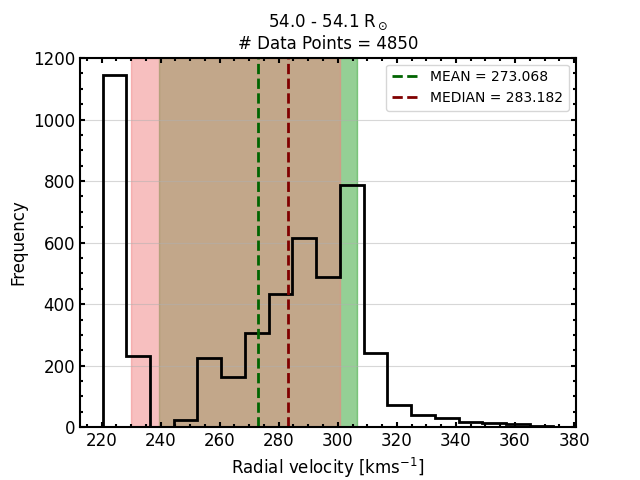 54.0 - 54.1 R⊙
# Data Points = 4850
MEAN = 273.068
MEDIAN = 283.182
Frequency
1200
1000
800
600
400
200
0
220 240 260 280 300 320 340 360 380
Radial velocity [kms⁻¹]